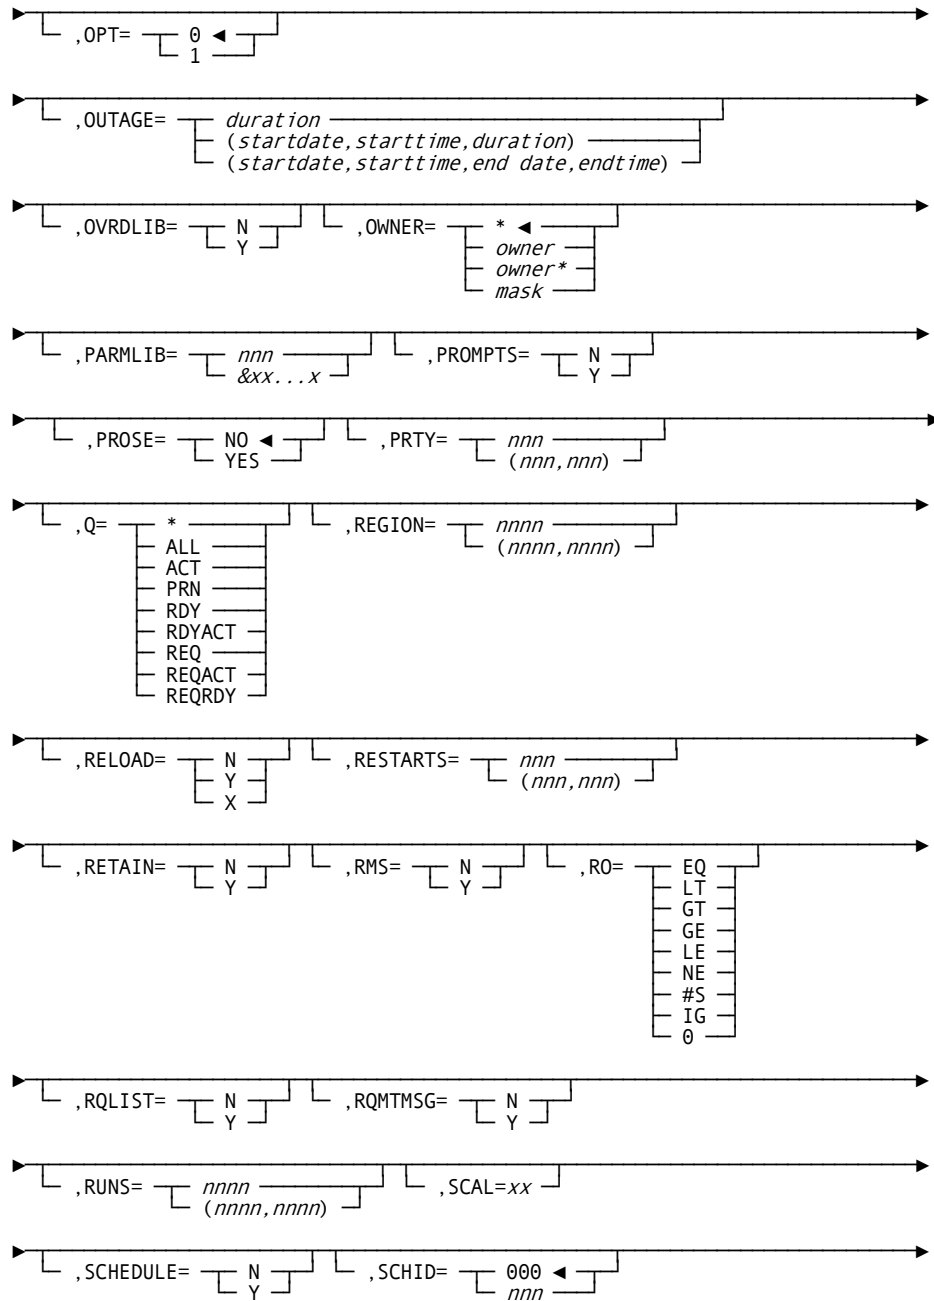 ,OPT= 0 ◄
1
,OUTAGE= duration
(startdate,starttime,duration)
(startdate,starttime,end date,endtime)
,OVRDLIB= N ,OWNER= * ◄
Y owner
owner*
mask
,PARMLIB= nnn ,PROMPTS= N
&xx...x Y
,PROSE= NO ◄ ,PRTY= nnn
YES (nnn,nnn)
,Q= * ,REGION= nnnn
ALL (nnnn,nnnn)
ACT
PRN
RDY
RDYACT
REQ
REQACT
REQRDY
,RELOAD= N ,RESTARTS= nnn
Y (nnn,nnn)
X
,RETAIN= N ,RMS= N ,RO= EQ
Y Y LT
GT
GE
LE
NE
#S
IG
0
,RQLIST= N ,RQMTMSG= N
Y Y
,RUNS= nnnn ,SCAL=xx
(nnnn,nnnn)
,SCHEDULE= N ,SCHID= 000 ◄
Y nnn